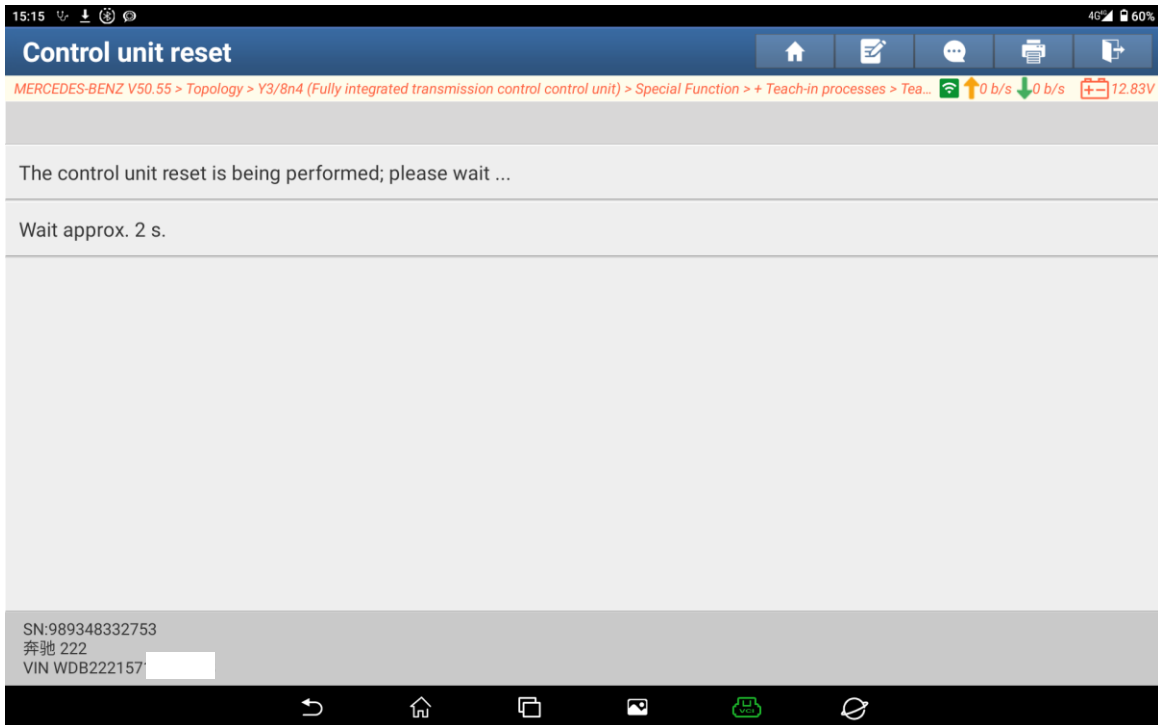 15:15
4G 60%
Control unit reset
MERCEDES-BENZ V50.55 > Topology > Y3/8n4 (Fully integrated transmission control control unit) > Special Function > + Teach-in processes > Tea... 0 b/s 0 b/s 12.83V
The control unit reset is being performed; please wait ...
Wait approx. 2 s.
SN:989348332753
奔驰 222
VIN WDB222157
VCI